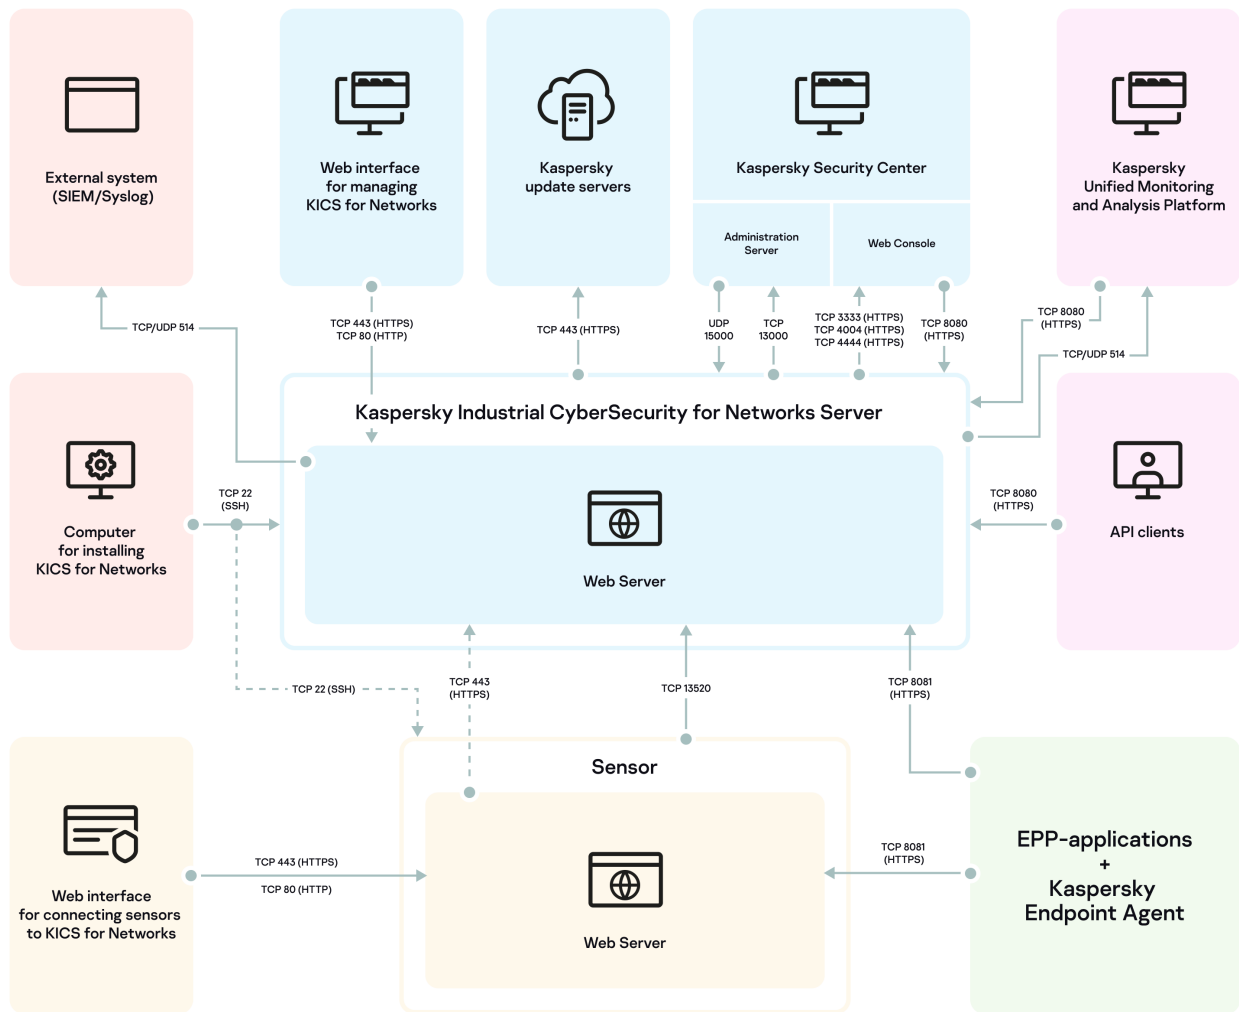 External system
(SIEM/Syslog)
Web interface
for managing
KICS for Networks
Kaspersky
update servers
Kaspersky Security Center
Administration
Server
Web Console
Kaspersky
Unified Monitoring
and Analysis Platform
TCP/UDP 514
TCP 443 (HTTPS)
TCP 80 (HTTP)
TCP 443 (HTTPS)
UDP
15000
TCP
13000
TCP 3333 (HTTPS)
TCP 4004 (HTTPS)
TCP 4444 (HTTPS)
TCP 8080
(HTTPS)
TCP 8080
(HTTPS)
TCP/UDP 514
Kaspersky Industrial CyberSecurity for Networks Server
Web Server
Computer
for installing
KICS for Networks
TCP 22
(SSH)
TCP 8080
(HTTPS)
API clients
TCP 22 (SSH)
TCP 443
(HTTPS)
TCP 13520
TCP 8081
(HTTPS)
Sensor
Web Server
Web interface
for connecting sensors
to KICS for Networks
TCP 443 (HTTPS)
TCP 80 (HTTP)
TCP 8081
(HTTPS)
EPP-applications
+
Kaspersky
Endpoint Agent